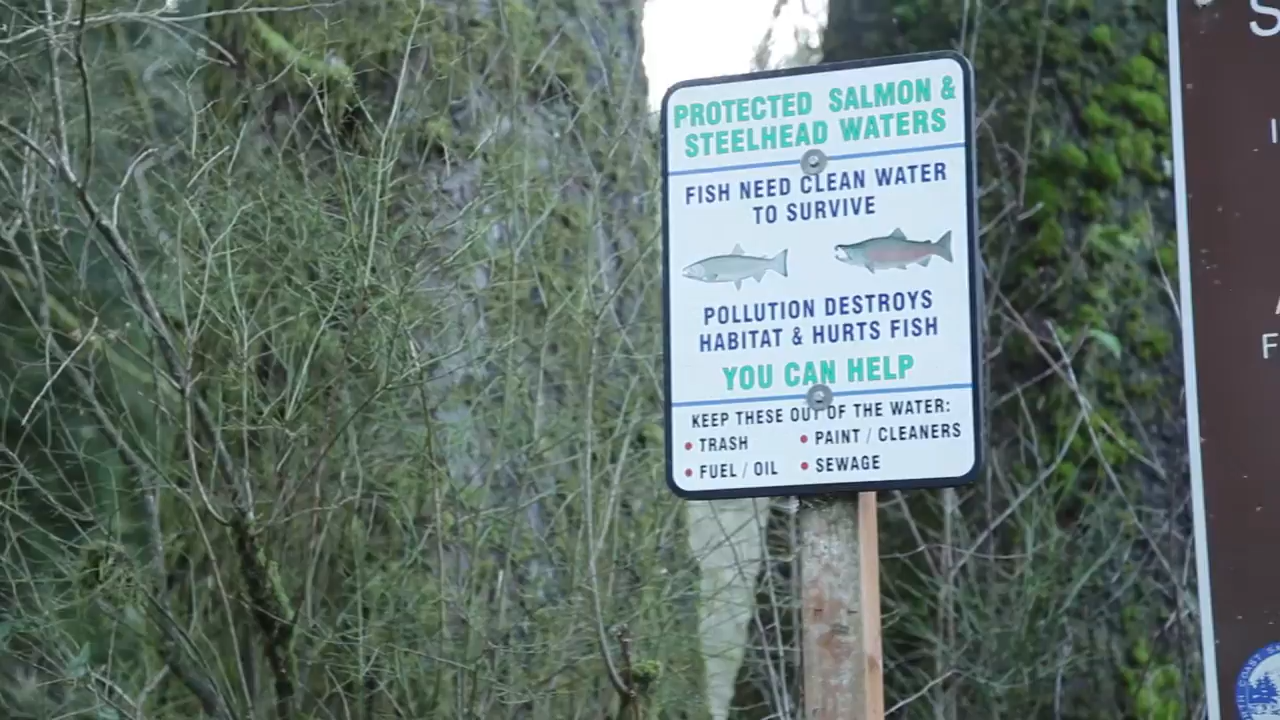 PROTECTED SALMON &
STEELHEAD WATERS
FISH NEED CLEAN WATER
TO SURVIVE
POLLUTION DESTROYS
HABITAT & HURTS FISH
YOU CAN HELP
KEEP THESE OUT OF THE WATER:
• TRASH • PAINT / CLEANERS
• FUEL / OIL • SEWAGE
S
I
F
COAST